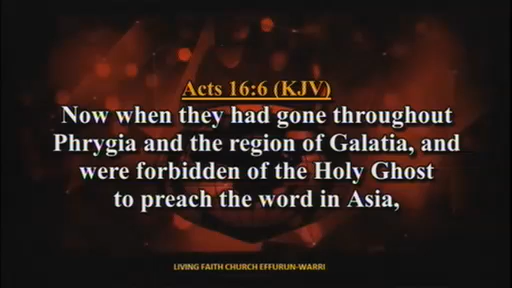 Acts 16:6 (KJV)
Now when they had gone throughout
Phrygia and the region of Galatia, and
were forbidden of the Holy Ghost
to preach the word in Asia,
LIVING FAITH CHURCH EFFURUN-WARRI